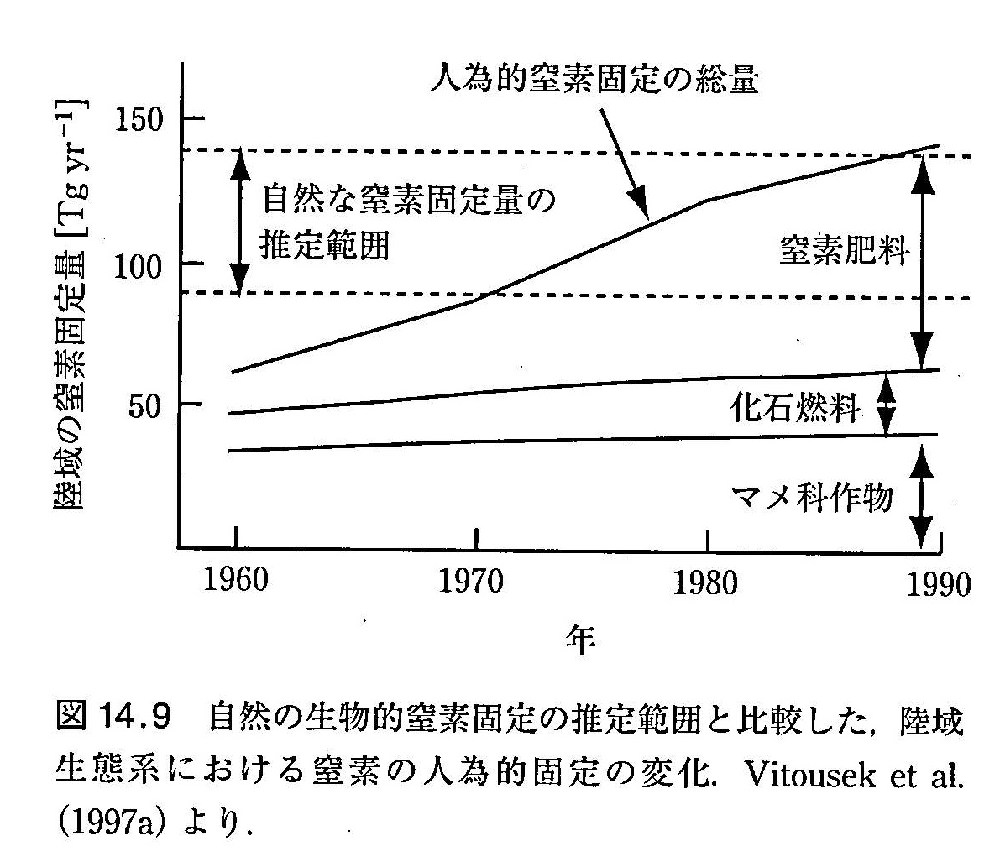 人為的窒素固定の総量
陸域の窒素固定量 [Tg yr⁻¹]
150
自然な窒素固定量の
推定範囲
100
窒素肥料
50
化石燃料
マメ科作物
1960
1970
1980
1990
年
図 14.9 自然の生物的窒素固定の推定範囲と比較した,陸域
生態系における窒素の人為的固定の変化. Vitousek et al.
(1997a) より.